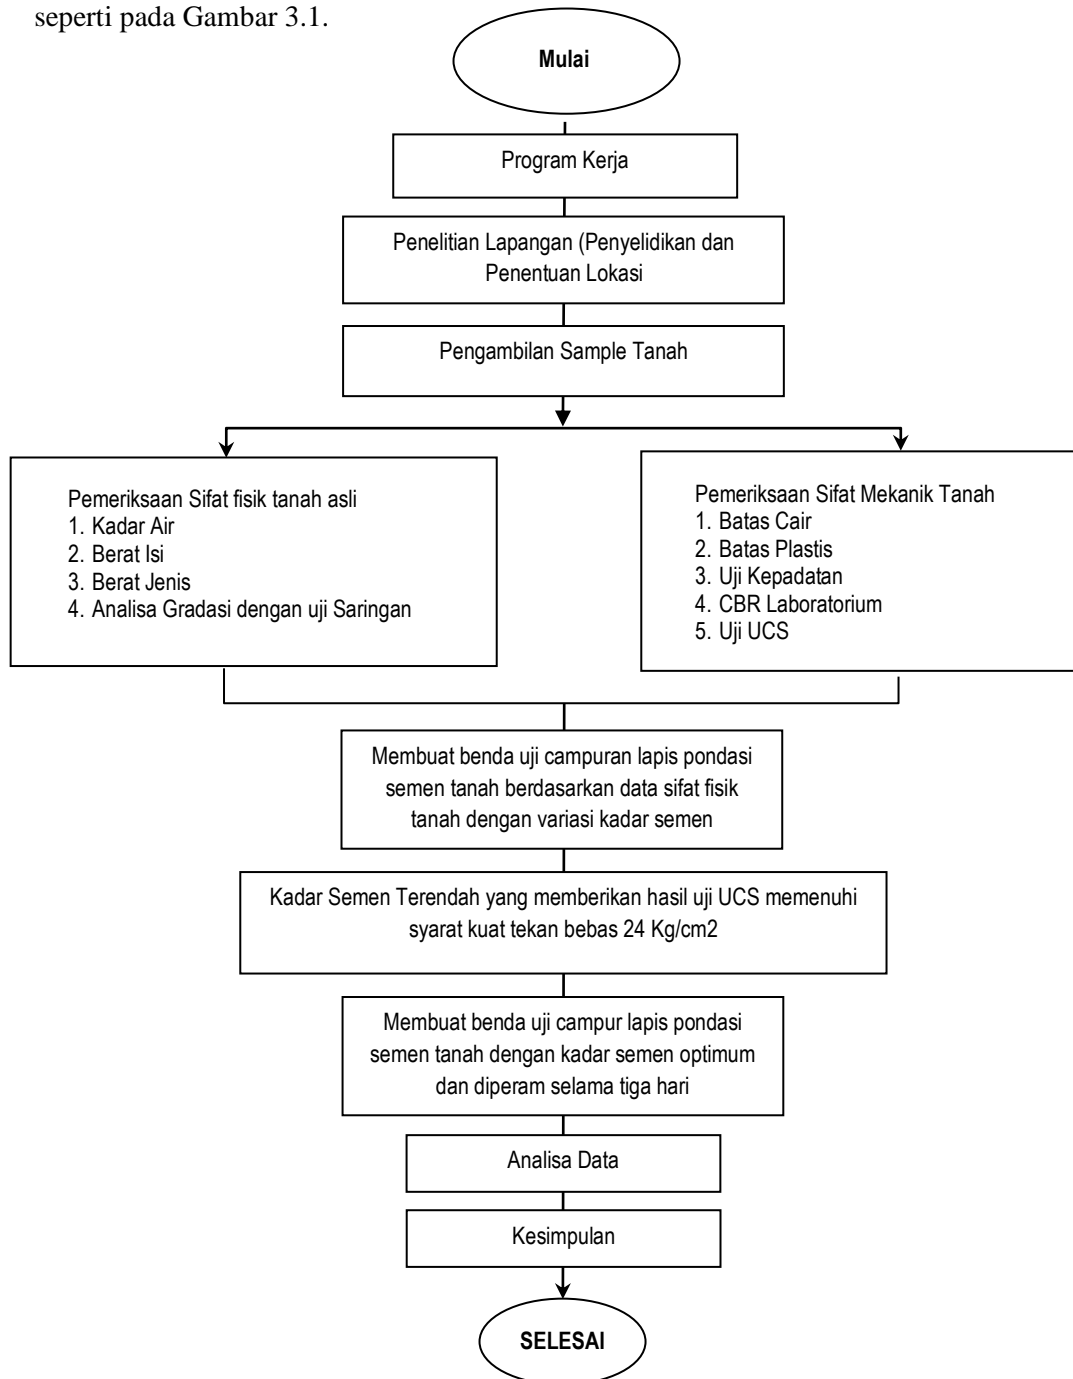 seperti pada Gambar 3.1.
Mulai
Program Kerja
Penelitian Lapangan (Penyelidikan dan
Penentuan Lokasi
Pengambilan Sample Tanah
Pemeriksaan Sifat fisik tanah asli
1. Kadar Air
2. Berat Isi
3. Berat Jenis
4. Analisa Gradasi dengan uji Saringan
Pemeriksaan Sifat Mekanik Tanah
1. Batas Cair
2. Batas Plastis
3. Uji Kepadatan
4. CBR Laboratorium
5. Uji UCS
Membuat benda uji campuran lapis pondasi
semen tanah berdasarkan data sifat fisik
tanah dengan variasi kadar semen
Kadar Semen Terendah yang memberikan hasil uji UCS memenuhi
syarat kuat tekan bebas 24 Kg/cm2
Membuat benda uji campur lapis pondasi
semen tanah dengan kadar semen optimum
dan diperam selama tiga hari
Analisa Data
Kesimpulan
SELESAI